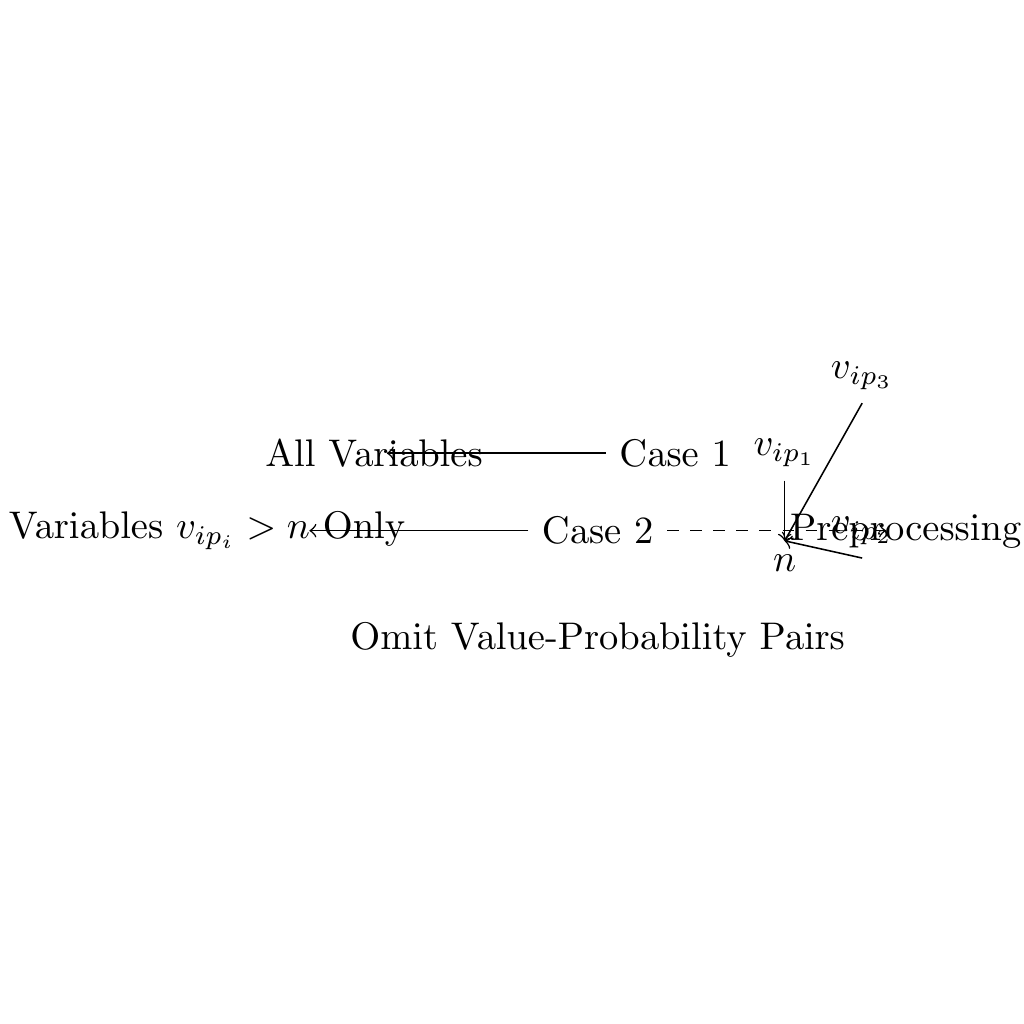 $v_{ip_3}$
All Variables
Case 1
$v_{ip_1}$
Variables $v_{ip_i} > n$ Only
Case 2
Preprocessing
$v_{ip_2}$
$n$
Omit Value-Probability Pairs